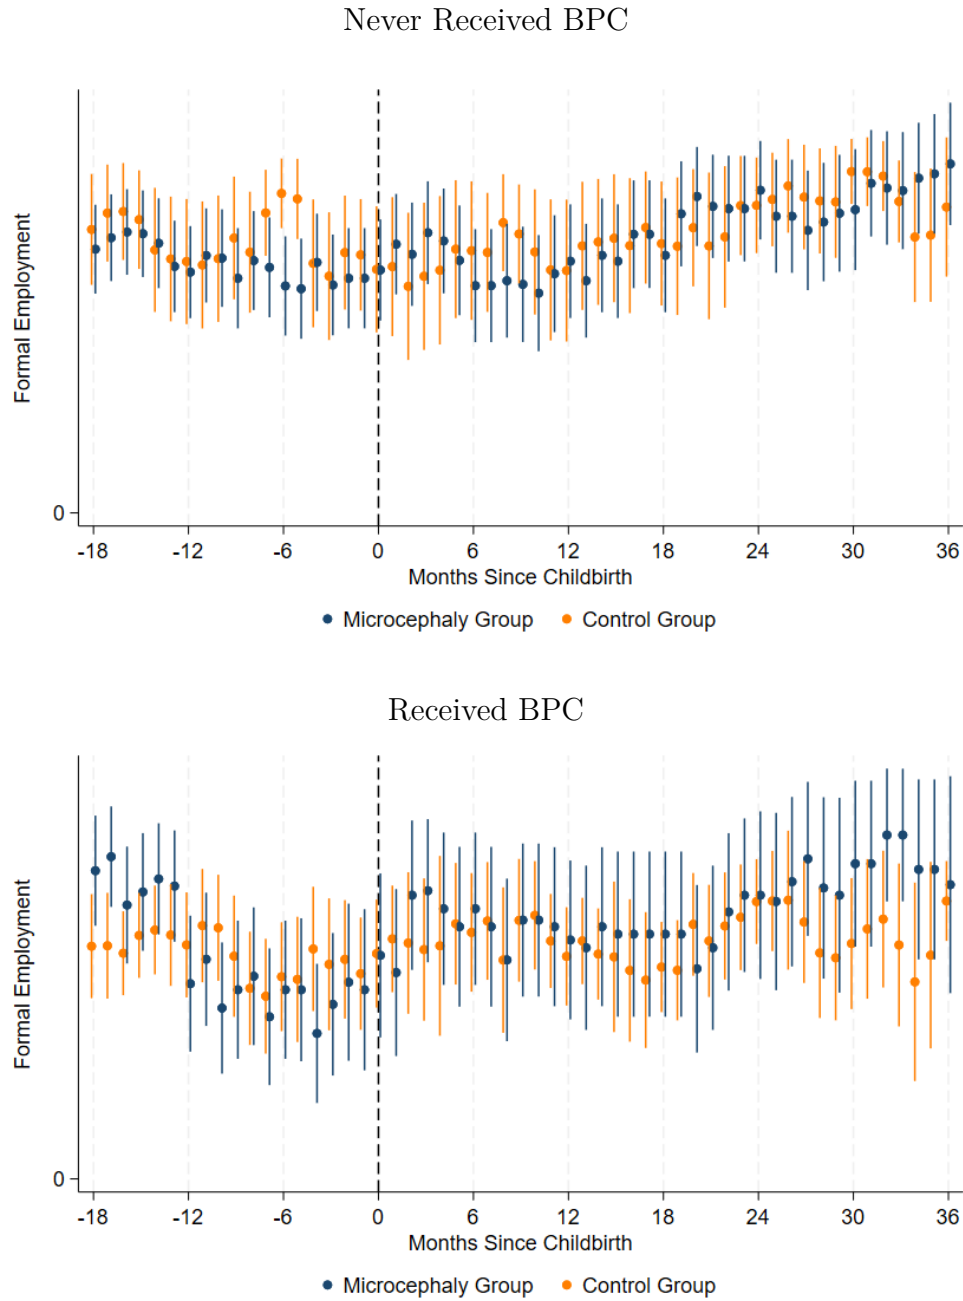 Never Received BPC
Formal Employment
0
-18 -12 -6 0 6 12 18 24 30 36
Months Since Childbirth
Microcephaly Group Control Group
Received BPC
Formal Employment
0
-18 -12 -6 0 6 12 18 24 30 36
Months Since Childbirth
Microcephaly Group Control Group